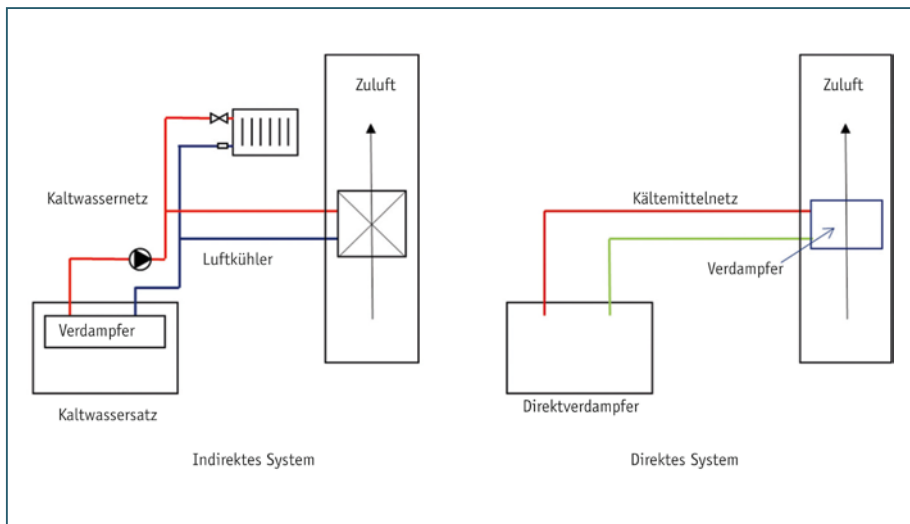 Zuluft
Kaltwassernetz
Luftkühler
Verdampfer
Kaltwassersatz
Indirektes System
Zuluft
Kältemittelnetz
Verdampfer
Direktverdampfer
Direktes System